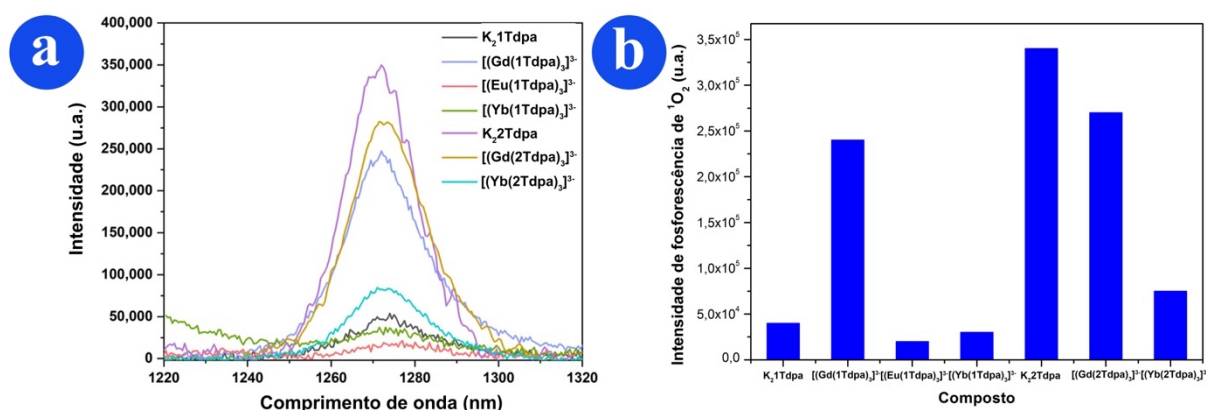 a
400,000
350,000
300,000
250,000
200,000
150,000
100,000
50,000
0
Intensidade (u.a.)
1220 1240 1260 1280 1300 1320
Comprimento de onda (nm)
K₂1Tdpa
[(Gd(1Tdpa)₃]³⁻
[(Eu(1Tdpa)₃]³⁻
[(Yb(1Tdpa)₃]³⁻
K₂2Tdpa
[(Gd(2Tdpa)₃]³⁻
[(Yb(2Tdpa)₃]³⁻
b
3,5x10⁵
3,0x10⁵
2,5x10⁵
2,0x10⁵
1,5x10⁵
1,0x10⁵
5,0x10⁴
0,0
Intensidade de fosforescência de ¹O₂ (u.a.)
K₂1Tdpa [(Gd(1Tdpa)₃]³⁻ [(Eu(1Tdpa)₃]³⁻ [(Yb(1Tdpa)₃]³⁻ K₂2Tdpa [(Gd(2Tdpa)₃]³⁻ [(Yb(2Tdpa)₃]³⁻
Composto